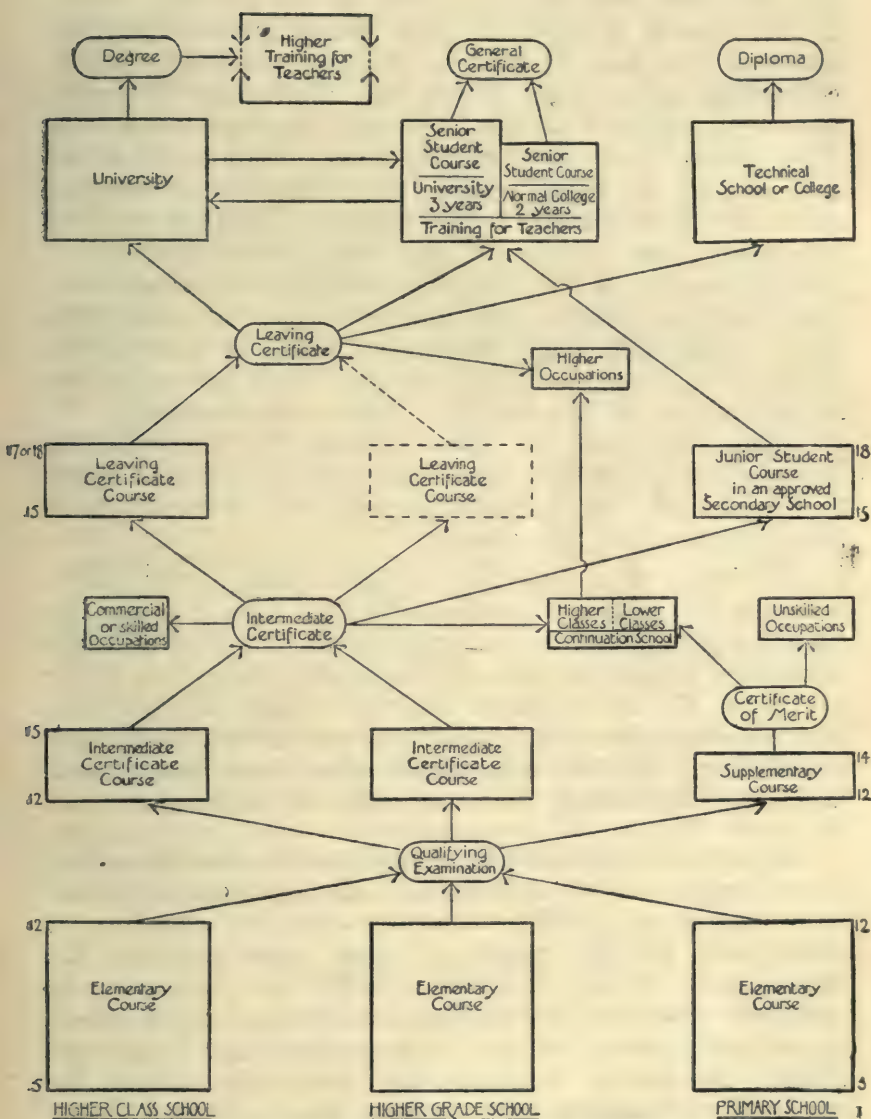 Degree
Higher
Training for
Teachers
General
Certificate
Diploma
University
Senior
Student
Course
University
3 years
Senior
Student Course
Normal College
2 years
Training for Teachers
Technical
School or College
Leaving
Certificate
Higher
Occupations
17 or 18
15
Leaving
Certificate
Course
Leaving
Certificate
Course
Junior Student
Course
in an approved
Secondary School
18
15
Commercial
or skilled
Occupations
Intermediate
Certificate
Higher
Classes
Lower
Classes
Continuation School
Unskilled
Occupations
Certificate
of Merit
15
12
Intermediate
Certificate
Course
Intermediate
Certificate
Course
Supplementary
Course
14
12
Qualifying
Examination
12
5
Elementary
Course
Elementary
Course
Elementary
Course
12
5
HIGHER CLASS SCHOOL
HIGHER GRADE SCHOOL
PRIMARY SCHOOL